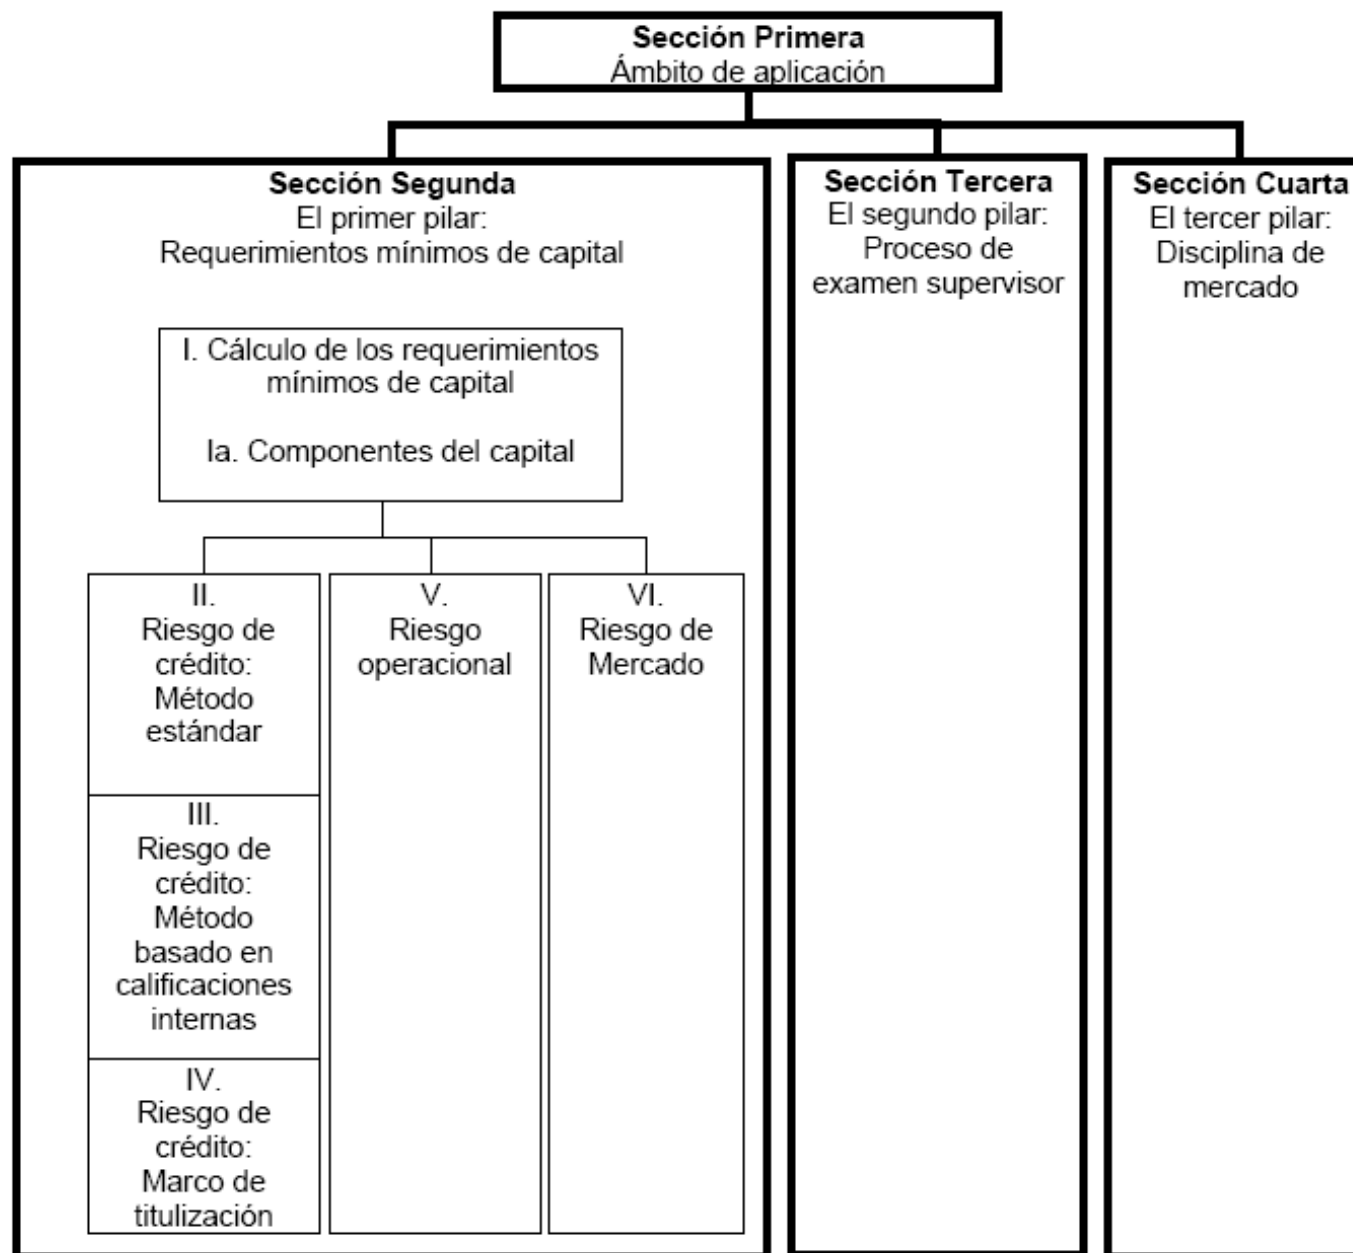 Sección Primera
Ámbito de aplicación
Sección Segunda
El primer pilar:
Requerimientos mínimos de capital
I. Cálculo de los requerimientos
mínimos de capital
Ia. Componentes del capital
II.
Riesgo de
crédito:
Método
estándar
III.
Riesgo de
crédito:
Método
basado en
calificaciones
internas
IV.
Riesgo de
crédito:
Marco de
titulización
V.
Riesgo
operacional
VI.
Riesgo de
Mercado
Sección Tercera
El segundo pilar:
Proceso de
examen supervisor
Sección Cuarta
El tercer pilar:
Disciplina de
mercado